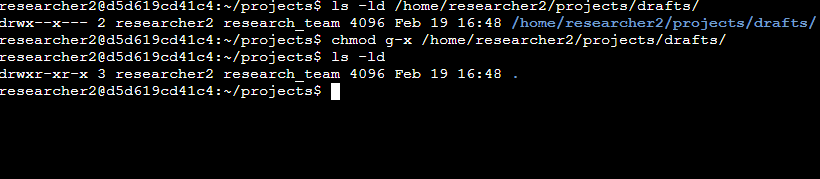 researcher2@d5d619cd41c4:~/projects$ ls -ld /home/researcher2/projects/drafts/
drwx--x--- 2 researcher2 research_team 4096 Feb 19 16:48 /home/researcher2/projects/drafts/
researcher2@d5d619cd41c4:~/projects$ chmod g-x /home/researcher2/projects/drafts/
researcher2@d5d619cd41c4:~/projects$ ls -ld
drwxr-xr-x 3 researcher2 research_team 4096 Feb 19 16:48 .
researcher2@d5d619cd41c4:~/projects$